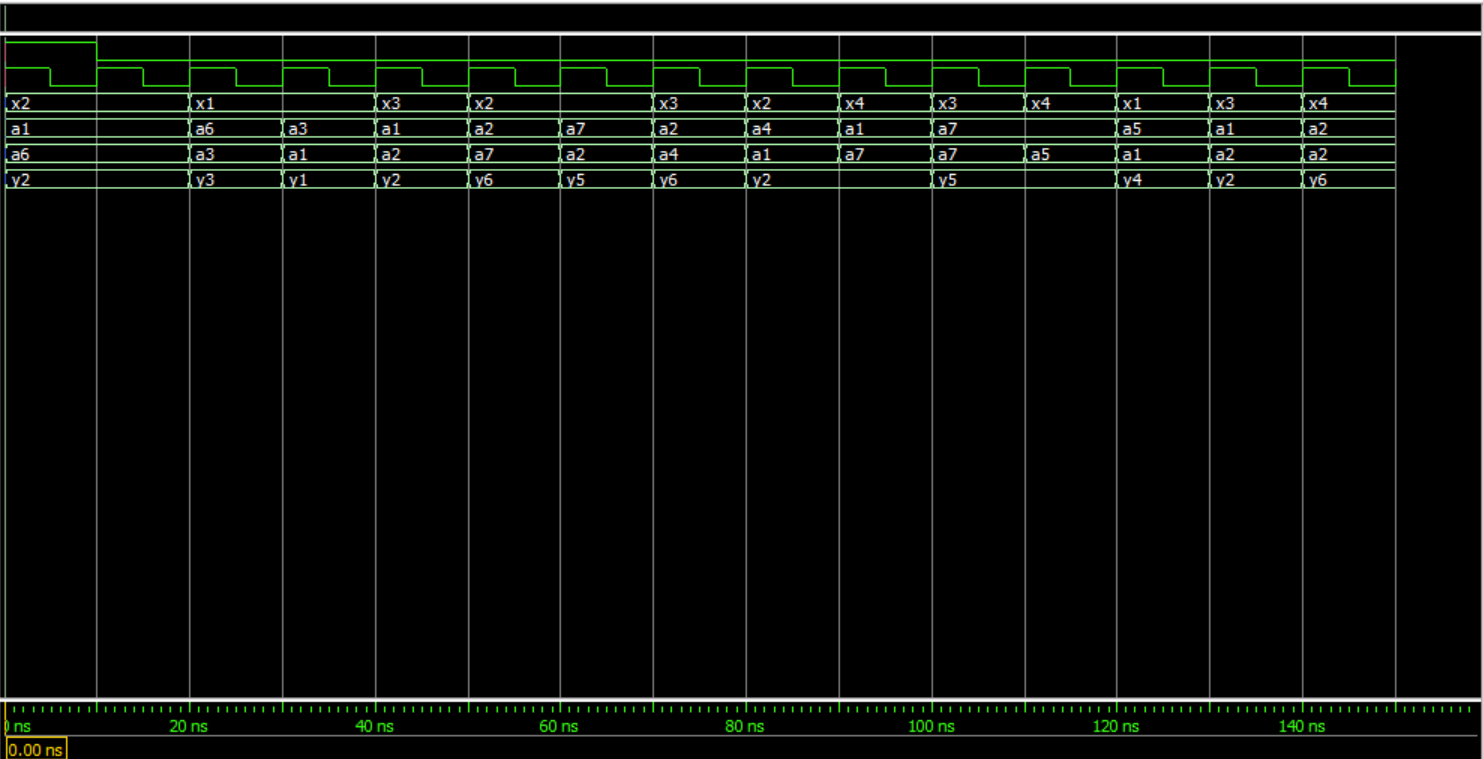 x2 x1 x3 x2 x3 x2 x4 x3 x4 x1 x3 x4
a1 a6 a3 a1 a2 a7 a2 a4 a1 a7 a5 a1 a2
a6 a3 a1 a2 a7 a2 a4 a1 a7 a7 a5 a1 a2 a2
y2 y3 y1 y2 y6 y5 y6 y2 y5 y4 y2 y6
0 ns 20 ns 40 ns 60 ns 80 ns 100 ns 120 ns 140 ns
0.00 ns